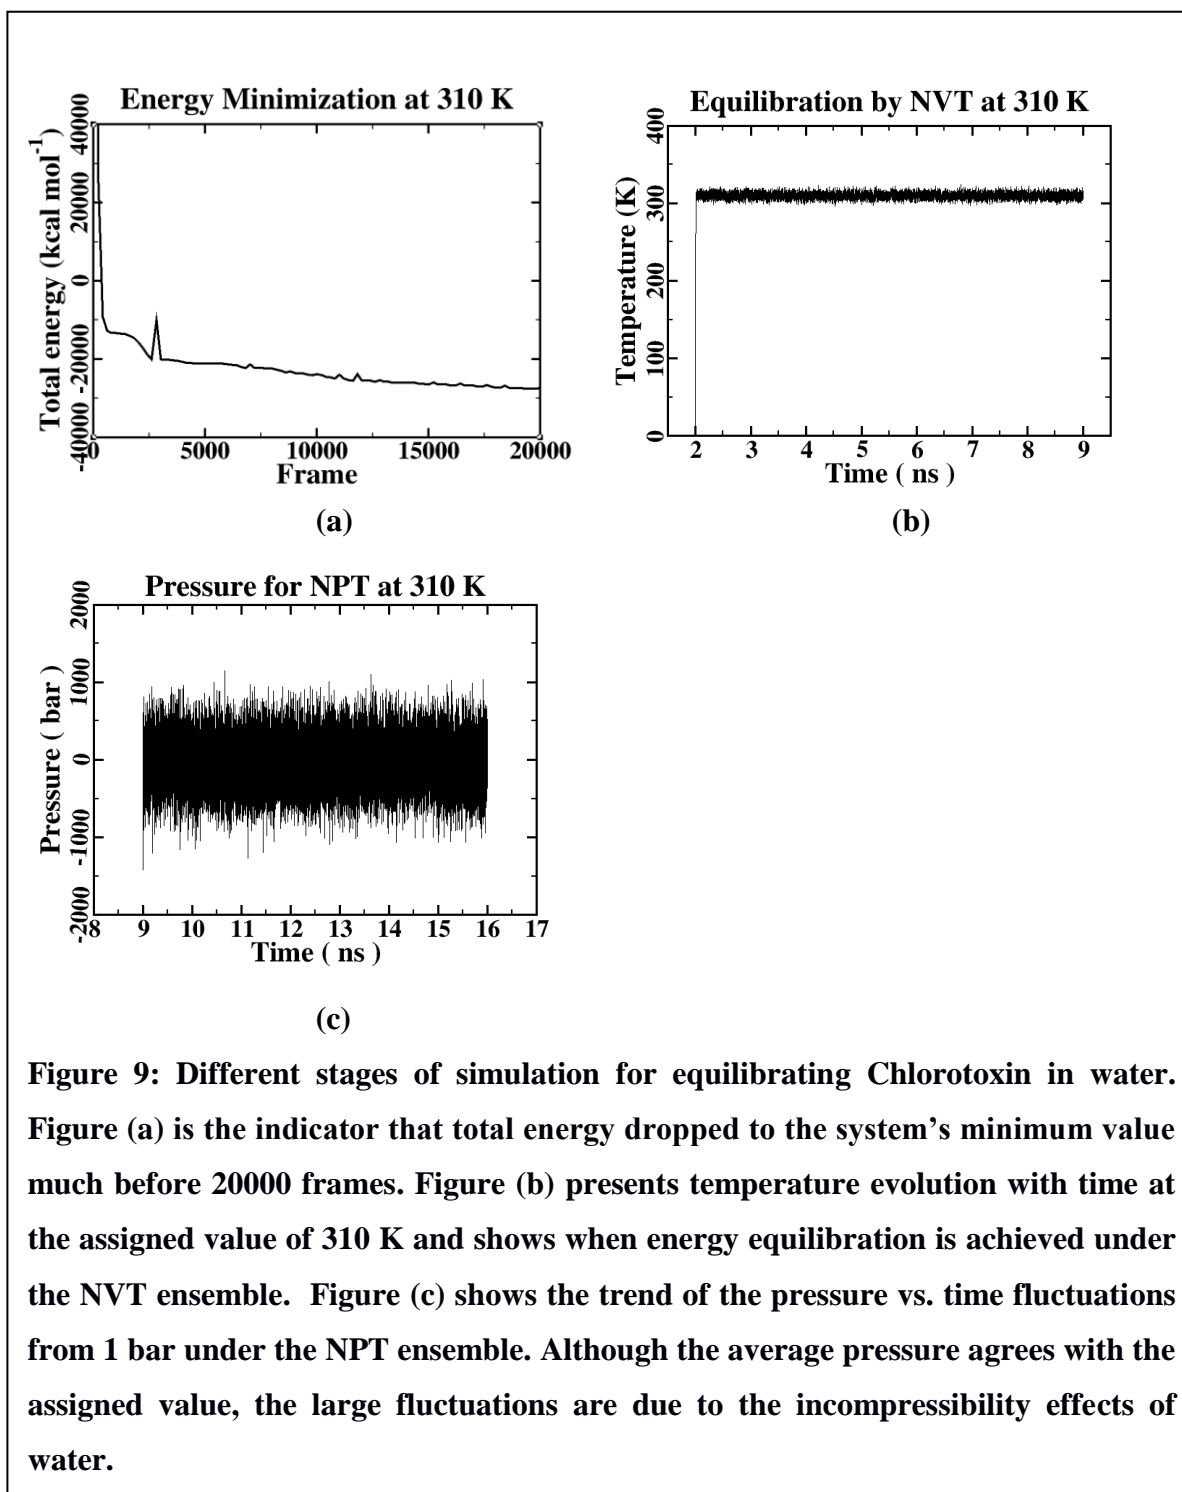 Energy Minimization at 310 K
Total energy (kcal mol-1)
40000
20000
0
-20000
-40000
0 5000 10000 15000 20000
Frame
(a)
Equilibration by NVT at 310 K
Temperature (K)
400
300
200
100
0
2 3 4 5 6 7 8 9
Time ( ns )
(b)
Pressure for NPT at 310 K
Pressure ( bar )
2000
1000
0
-1000
-2000
8 9 10 11 12 13 14 15 16 17
Time ( ns )
(c)
Figure 9: Different stages of simulation for equilibrating Chlorotoxin in water.
Figure (a) is the indicator that total energy dropped to the system’s minimum value
much before 20000 frames. Figure (b) presents temperature evolution with time at
the assigned value of 310 K and shows when energy equilibration is achieved under
the NVT ensemble.  Figure (c) shows the trend of the pressure vs. time fluctuations
from 1 bar under the NPT ensemble. Although the average pressure agrees with the
assigned value, the large fluctuations are due to the incompressibility effects of
water.